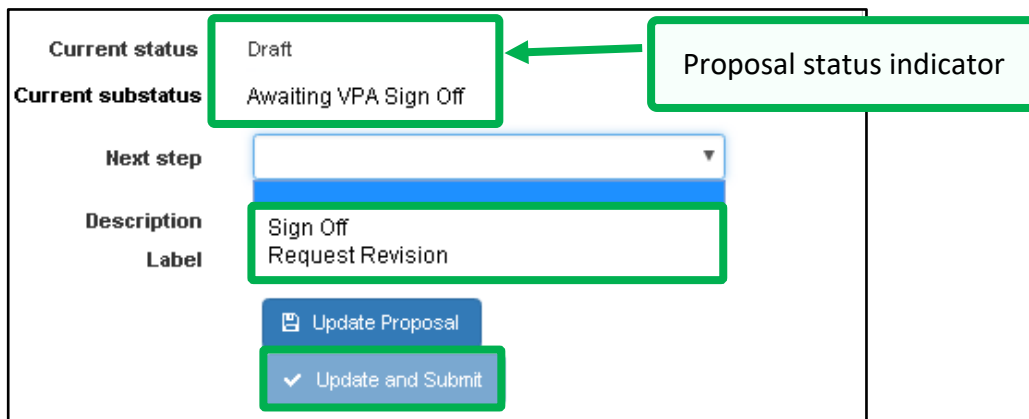 Current status Draft
Proposal status indicator
Current substatus Awaiting VPA Sign Off
Next step
Description
Sign Off
Label
Request Revision
Update Proposal
Update and Submit